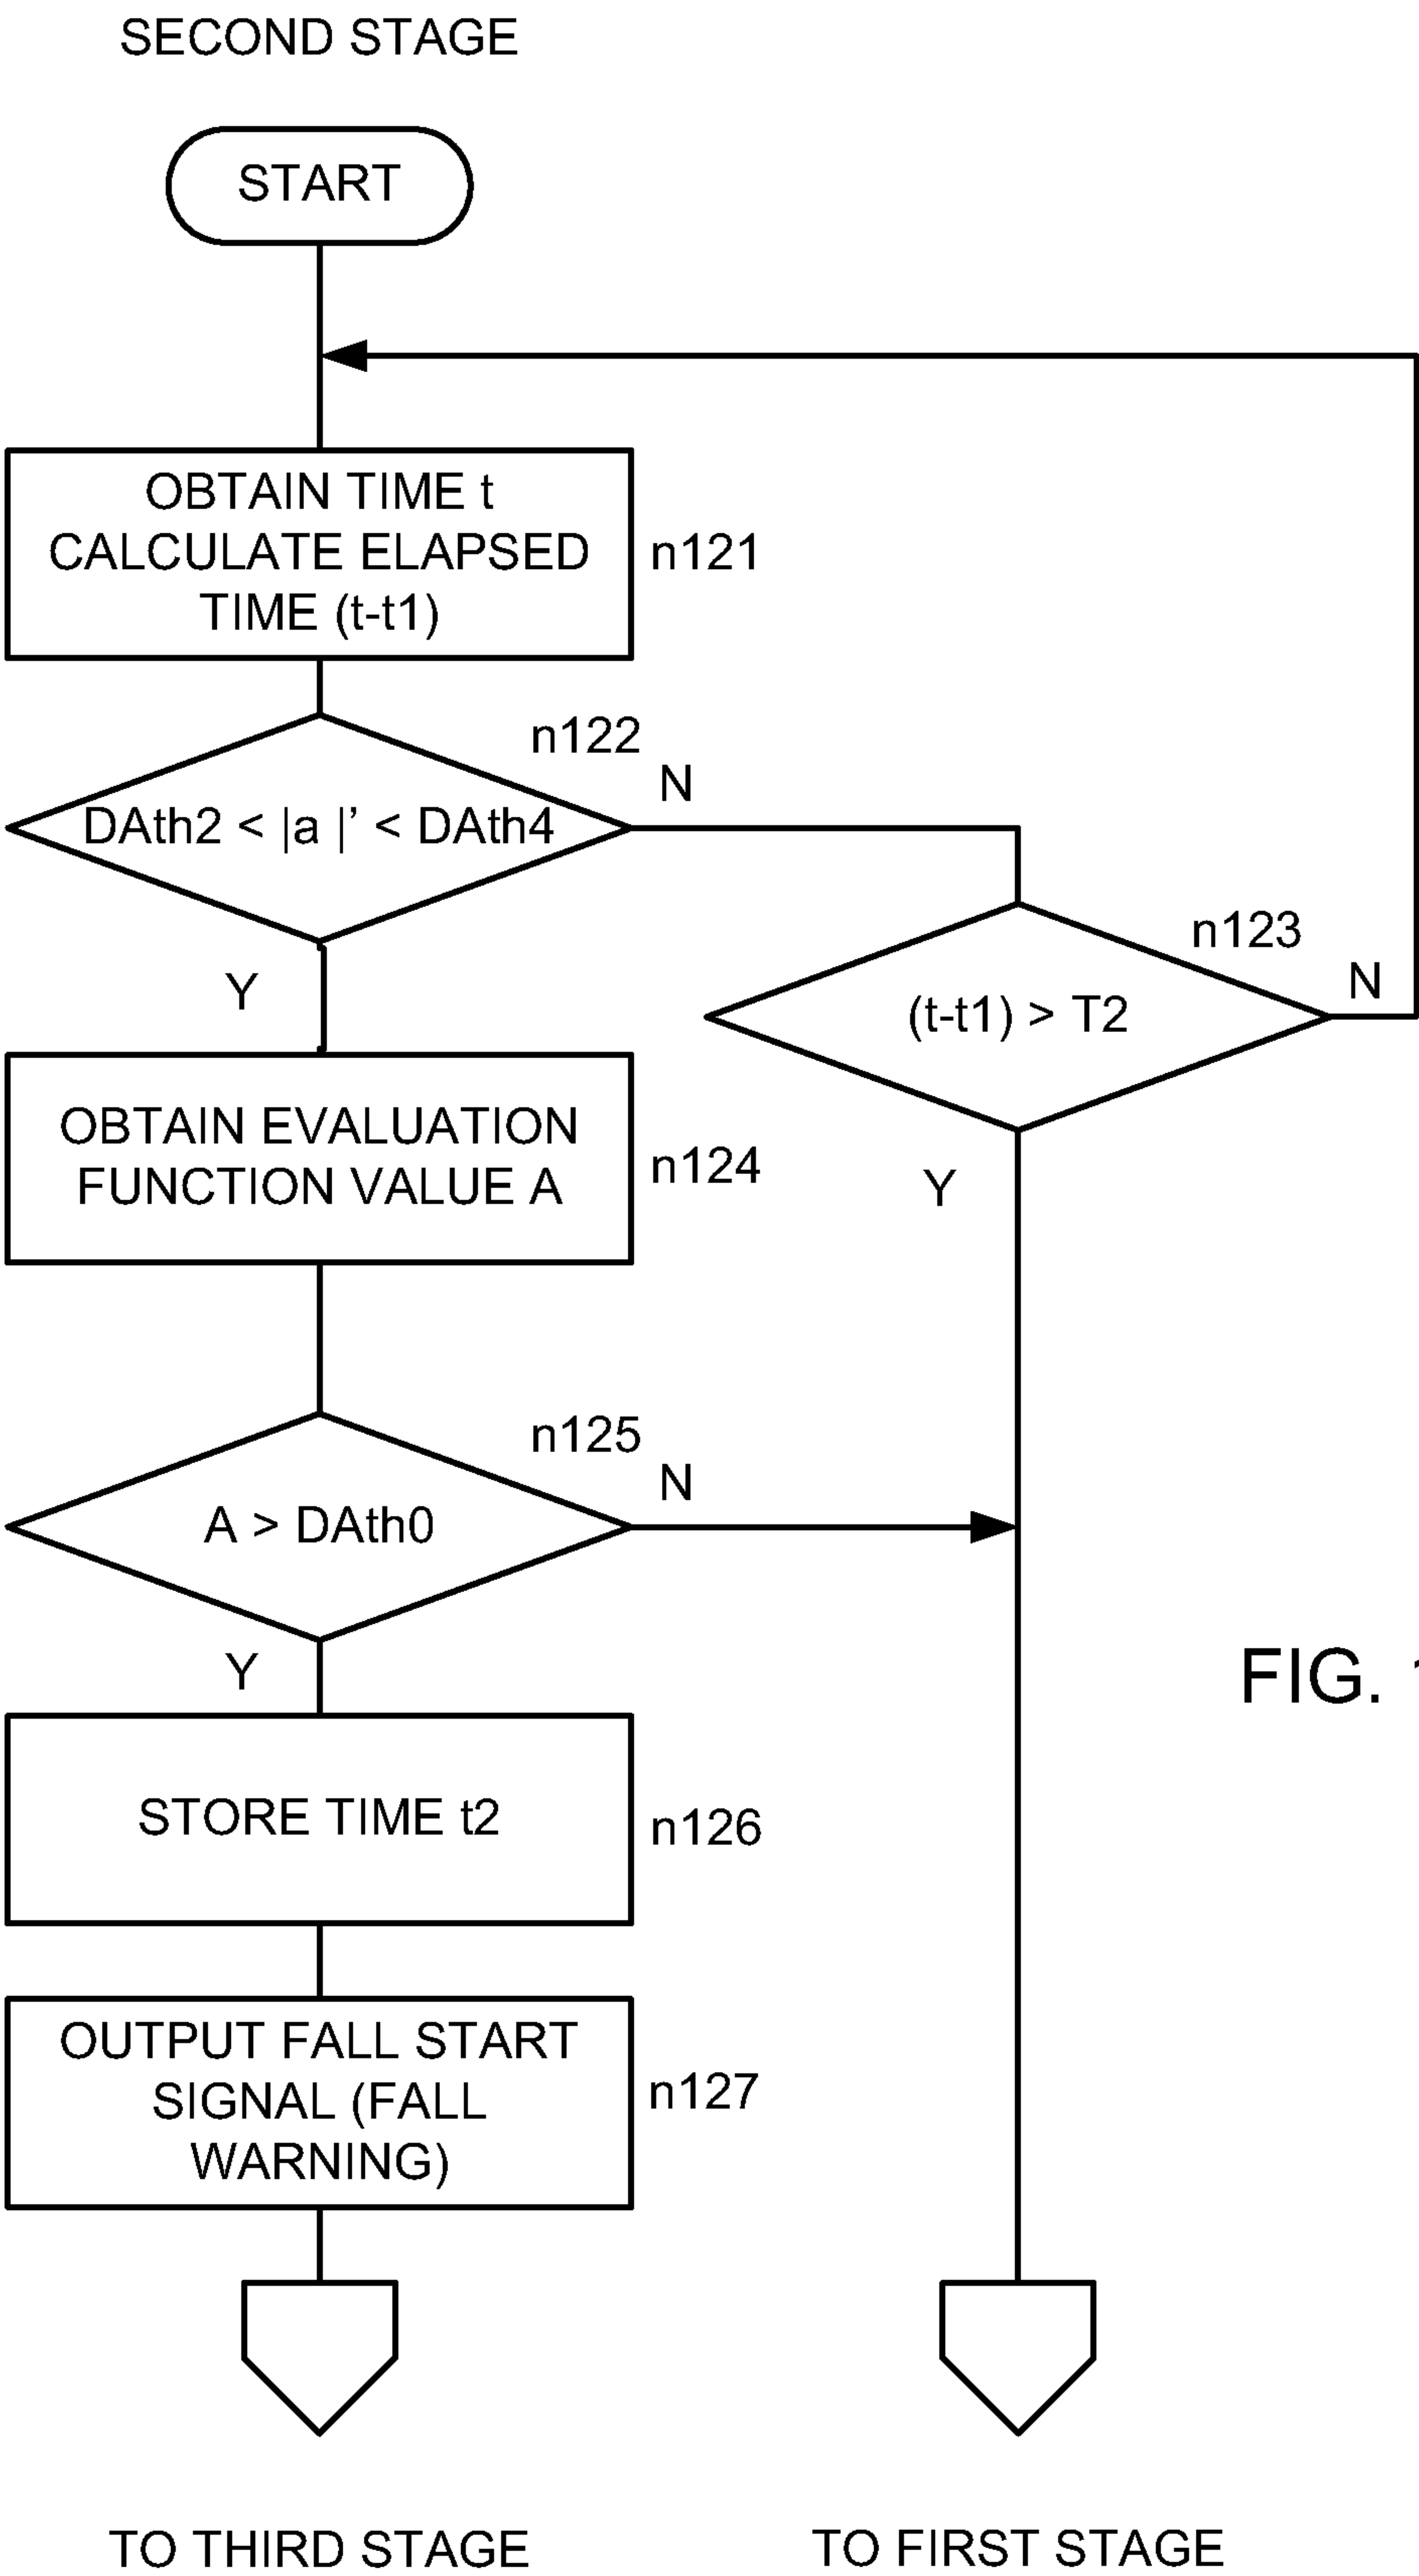 SECOND STAGE
START
OBTAIN TIME t
CALCULATE ELAPSED
TIME (t-t1)
n121
n122
DAth2 < |a |’ < DAth4
N
Y
n123
(t-t1) > T2
N
Y
OBTAIN EVALUATION
FUNCTION VALUE A
n124
n125
A > DAth0
N
Y
FIG.
STORE TIME t2
n126
OUTPUT FALL START
SIGNAL (FALL
WARNING)
n127
TO THIRD STAGE
TO FIRST STAGE